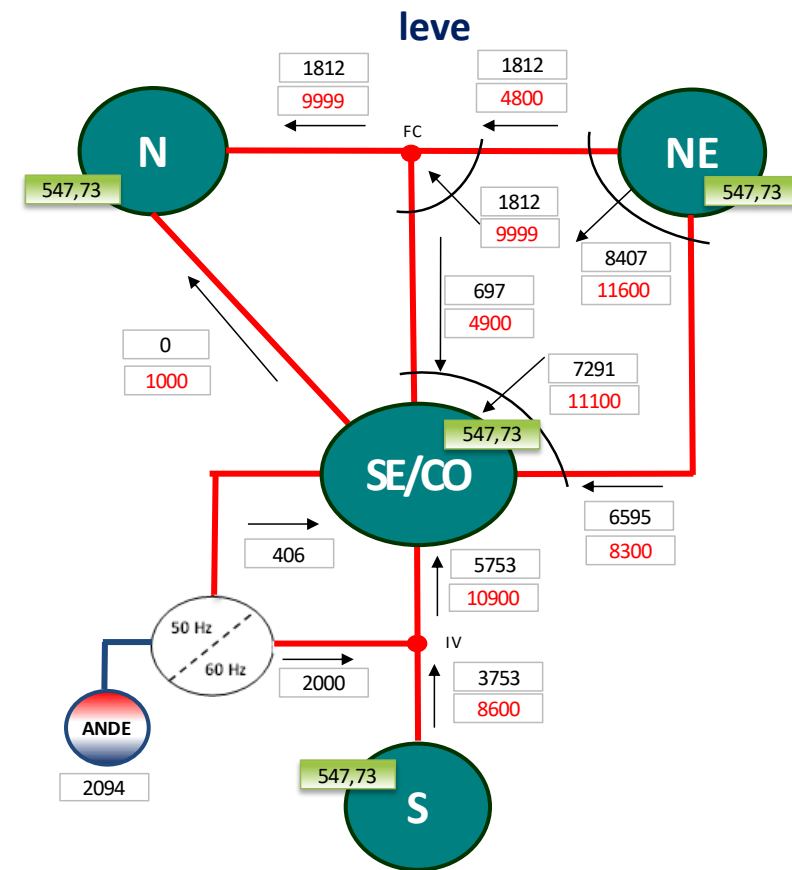 leve
1812
9999
1812
4800
FC
N
NE
547,73
547,73
1812
9999
8407
11600
697
4900
0
1000
7291
11100
547,73
SE/CO
6595
8300
406
5753
10900
50 Hz
60 Hz
IV
2000
3753
8600
ANDE
2094
547,73
S